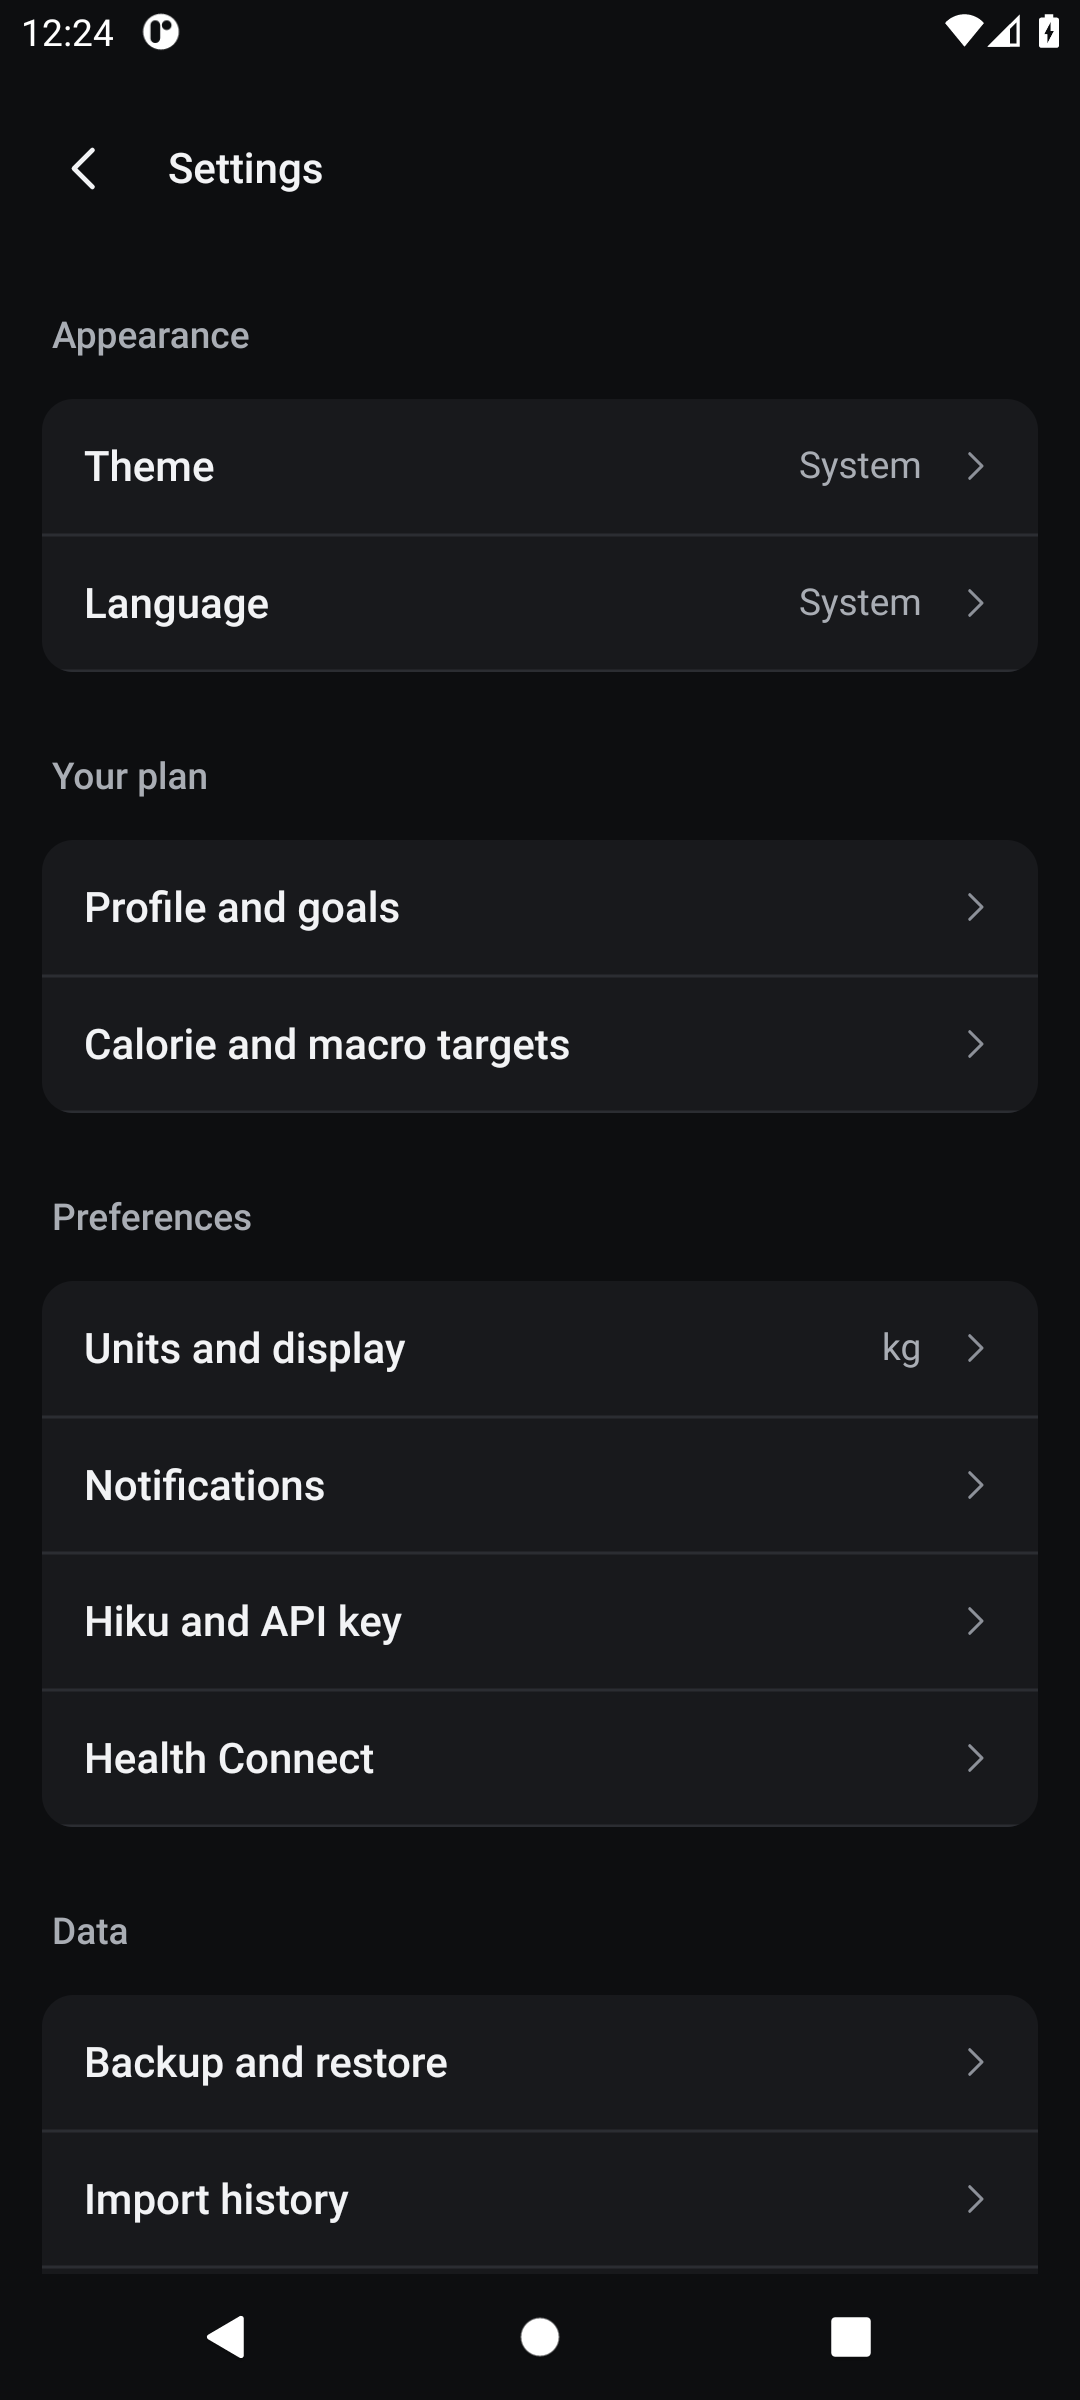 12:24
Settings
Appearance
Theme System
Language System
Your plan
Profile and goals
Calorie and macro targets
Preferences
Units and display kg
Notifications
Hiku and API key
Health Connect
Data
Backup and restore
Import history